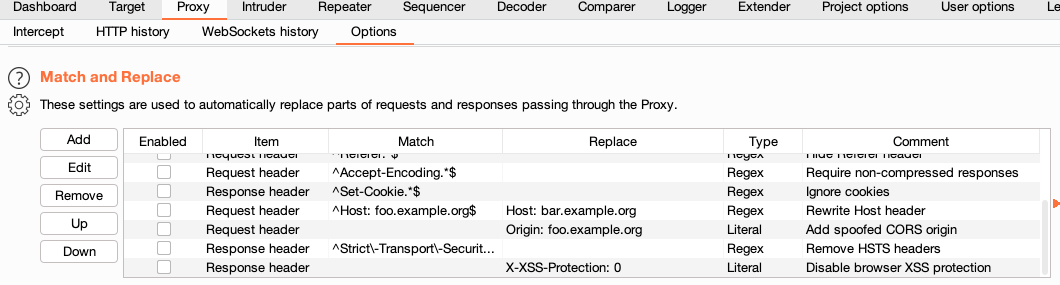 Dashboard Target Proxy Intruder Repeater Sequencer Decoder Comparer Logger Extender Project options User options Le
Intercept HTTP history WebSockets history Options
? Match and Replace
These settings are used to automatically replace parts of requests and responses passing through the Proxy.
Add
Edit
Remove
Up
Down
Enabled Item Match Replace Type Comment
Request header ^Referer.*$ Regex Hide Referer header
Request header ^Accept-Encoding.*$ Regex Require non-compressed responses
Response header ^Set-Cookie.*$ Regex Ignore cookies
Request header ^Host: foo.example.org$ Host: bar.example.org Regex Rewrite Host header
Request header Origin: foo.example.org Literal Add spoofed CORS origin
Response header ^Strict\-Transport\-Securit... Regex Remove HSTS headers
Response header X-XSS-Protection: 0 Literal Disable browser XSS protection